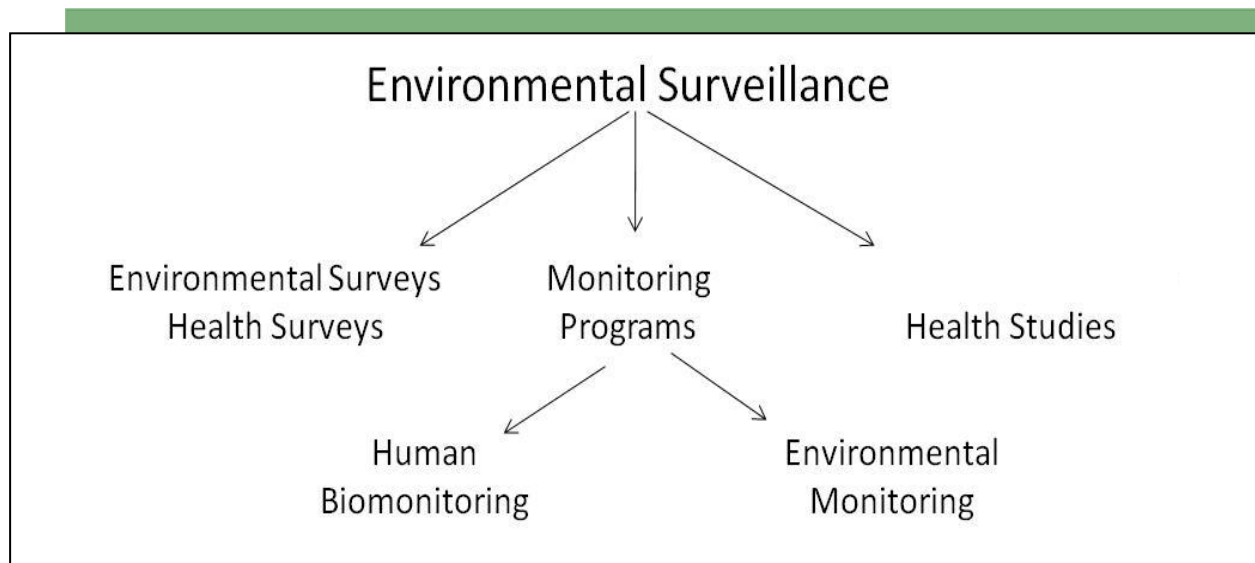 Environmental Surveillance
Environmental Surveys
Health Surveys
Monitoring
Programs
Health Studies
Human
Biomonitoring
Environmental
Monitoring